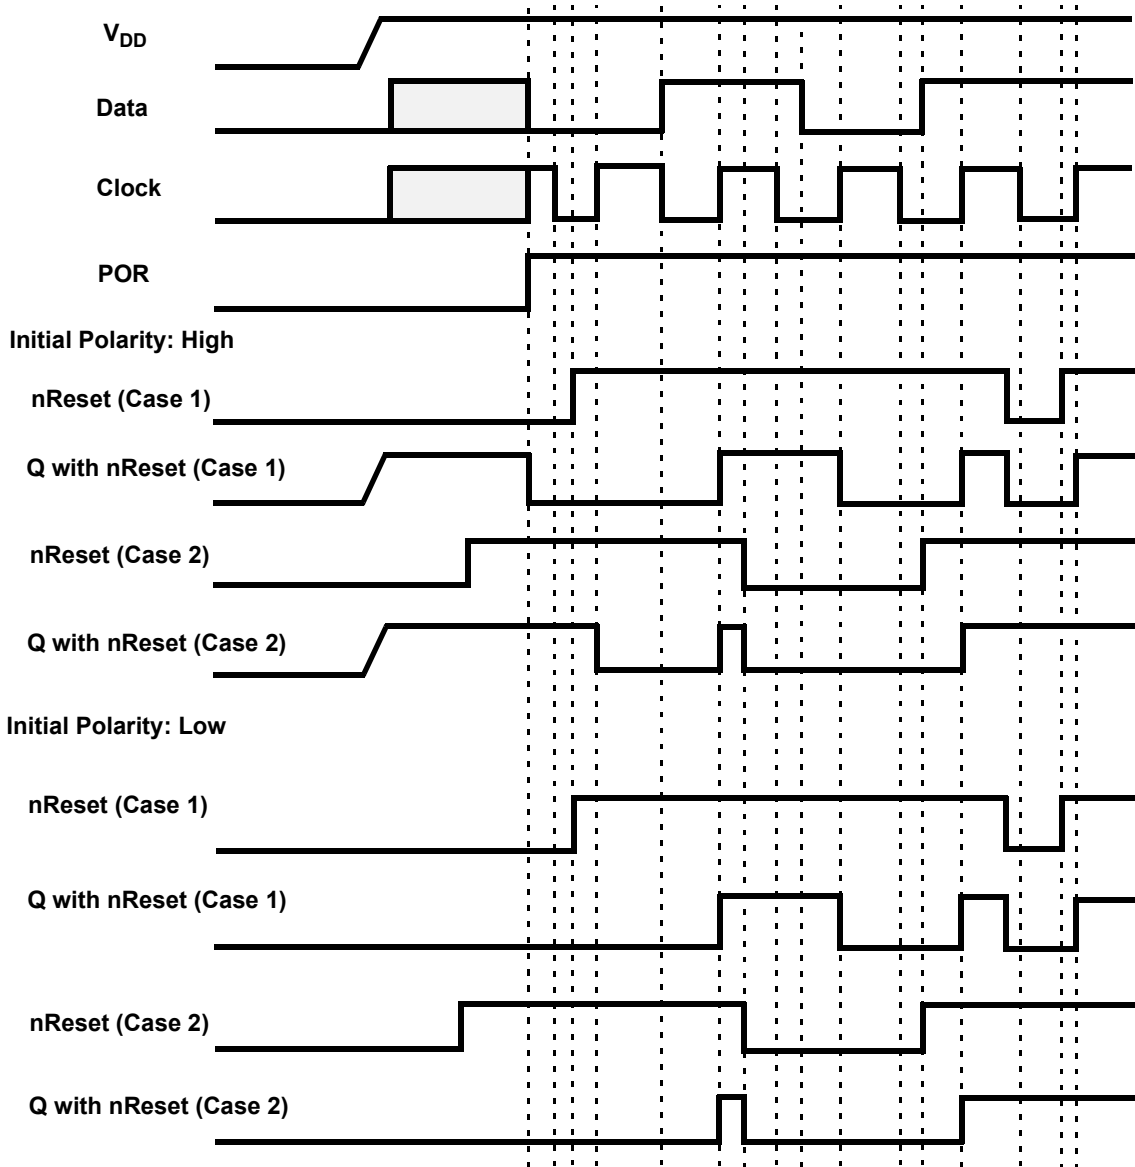 VDD
Data
Clock
POR
Initial Polarity: High
nReset (Case 1)
Q with nReset (Case 1)
nReset (Case 2)
Q with nReset (Case 2)
Initial Polarity: Low
nReset (Case 1)
Q with nReset (Case 1)
nReset (Case 2)
Q with nReset (Case 2)